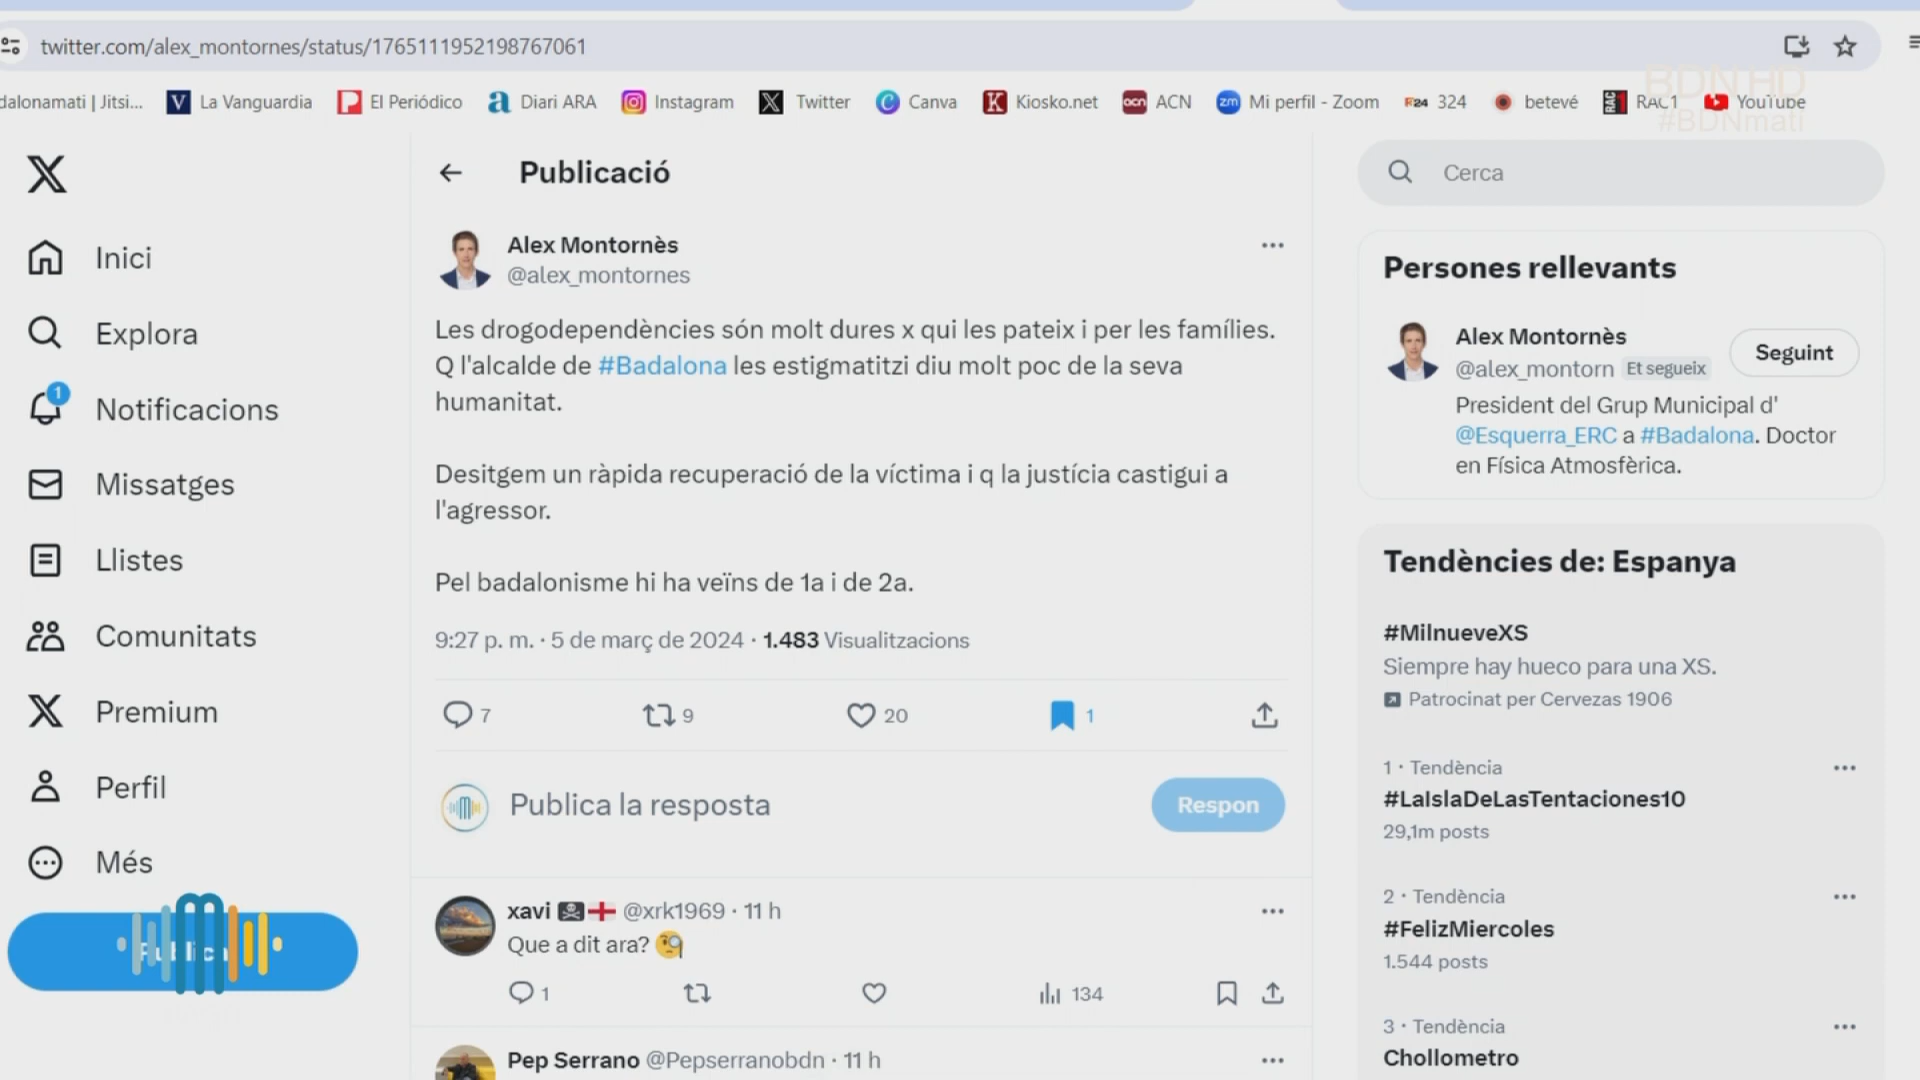 twitter.com/alex_montornes/status/1765111952198767061
dalonamati | Jitsi...
La Vanguardia
El Periódico
Diari ARA
Instagram
Twitter
Canva
Kiosko.net
ACN
Mi perfil - Zoom
324
betevé
RAC1
YouTube
BDN HD
#BDNmatí
Publicació
Cerca
Inici
Explora
1
Notificacions
Missatges
Llistes
Comunitats
Premium
Perfil
Més
Alex Montornès
@alex_montornes
Les drogodependències són molt dures x qui les pateix i per les famílies.
Q l'alcalde de #Badalona les estigmatitzi diu molt poc de la seva
humanitat.
Desitgem un ràpida recuperació de la víctima i q la justícia castigui a
l'agressor.
Pel badalonisme hi ha veïns de 1a i de 2a.
9:27 p. m. · 5 de març de 2024 · 1.483 Visualitzacions
7 9 20 1
Publica la resposta
Respon
xavi @xrk1969 · 11 h
Que a dit ara?
1 134
Pep Serrano @Pepserranobdn · 11 h
Persones rellevants
Alex Montornès
@alex_montorn Et segueix
Seguint
President del Grup Municipal d'
@Esquerra_ERC a #Badalona. Doctor
en Física Atmosfèrica.
Tendències de: Espanya
#MilnueveXS
Siempre hay hueco para una XS.
Patrocinat per Cervezas 1906
1 · Tendència
#LaIslaDeLasTentaciones10
29,1m posts
2 · Tendència
#FelizMiercoles
1.544 posts
3 · Tendència
Chollometro